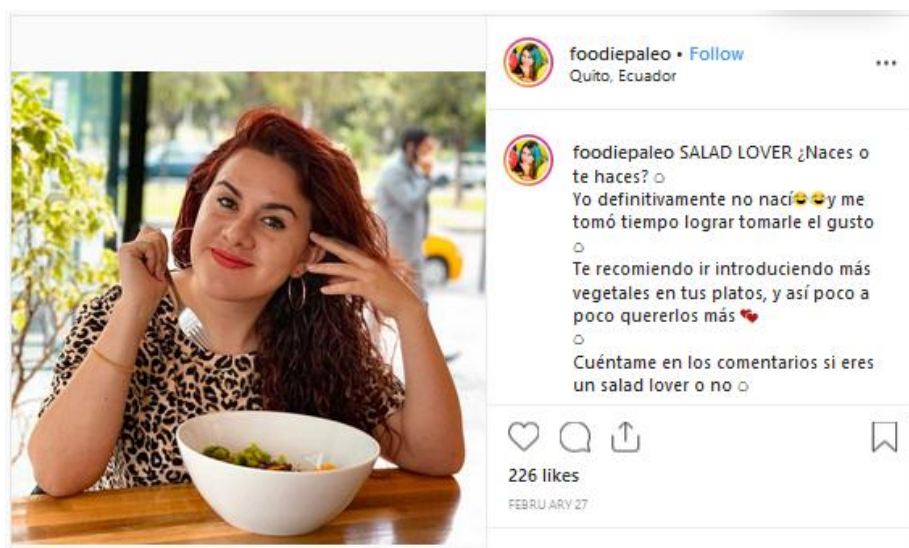 foodiepaleo • Follow
Quito, Ecuador
foodiepaleo SALAD LOVER ¿Naces o
te haces? ○
Yo definitivamente no nací😂😂y me
tomó tiempo lograr tomarle el gusto
○
Te recomiendo ir introduciendo más
vegetales en tus platos, y así poco a
poco quererlos más 💕
○
Cuéntame en los comentarios si eres
un salad lover o no ○
226 likes
FEBRUARY 27